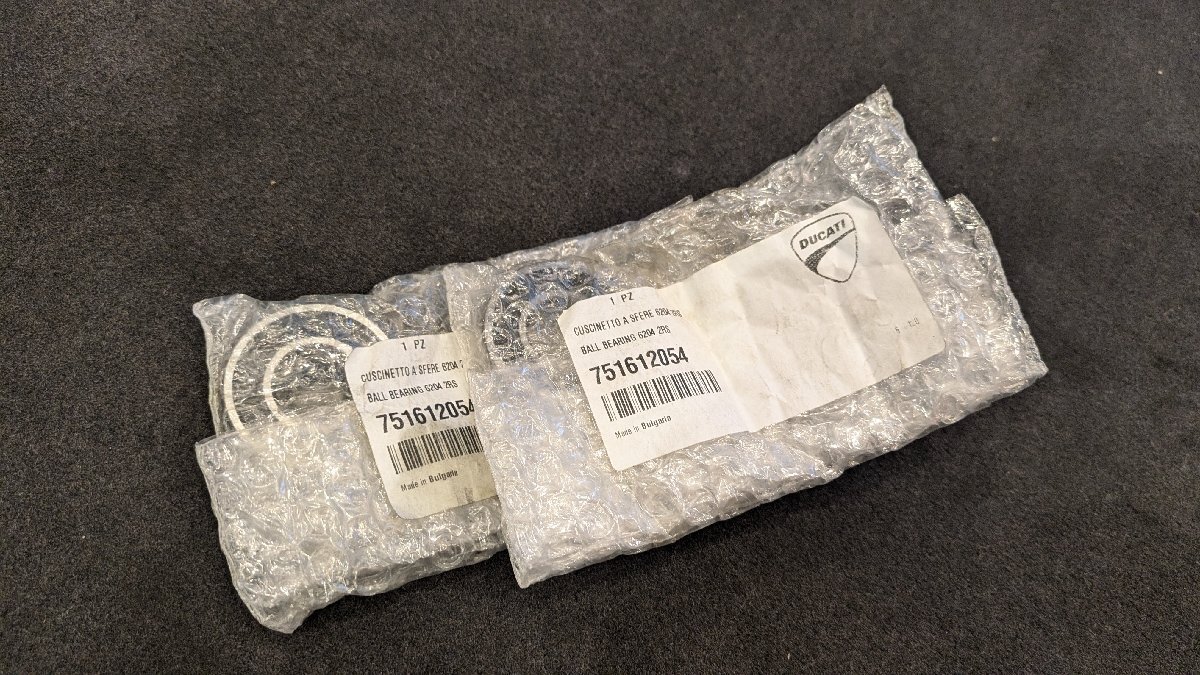 1 PZ
CUSCINETTO A SFERE 6204
BALL BEARING 6204 2RS
751612054
Made in Bulgaria
DUCATI
1 PZ
CUSCINETTO A SFERE 6204 2RS
BALL BEARING 6204 2RS
751612054
Made in Bulgaria